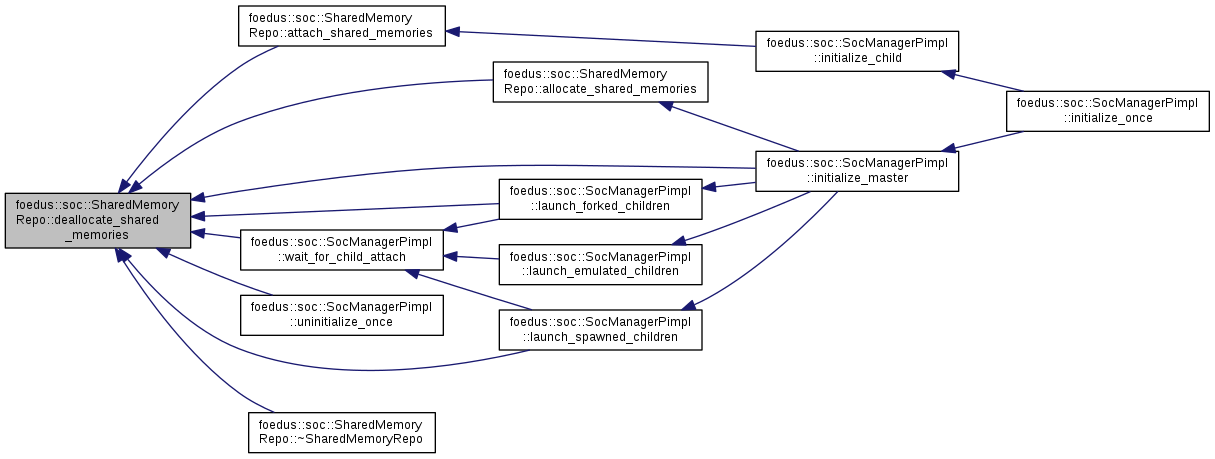 foedus::soc::SharedMemory
Repo::attach_shared_memories
foedus::soc::SocManagerPimpl
::initialize_child
foedus::soc::SharedMemory
Repo::allocate_shared_memories
foedus::soc::SocManagerPimpl
::initialize_once
foedus::soc::SocManagerPimpl
::initialize_master
foedus::soc::SharedMemory
Repo::deallocate_shared
_memories
foedus::soc::SocManagerPimpl
::launch_forked_children
foedus::soc::SocManagerPimpl
::wait_for_child_attach
foedus::soc::SocManagerPimpl
::launch_emulated_children
foedus::soc::SocManagerPimpl
::uninitialize_once
foedus::soc::SocManagerPimpl
::launch_spawned_children
foedus::soc::SharedMemory
Repo::~SharedMemoryRepo